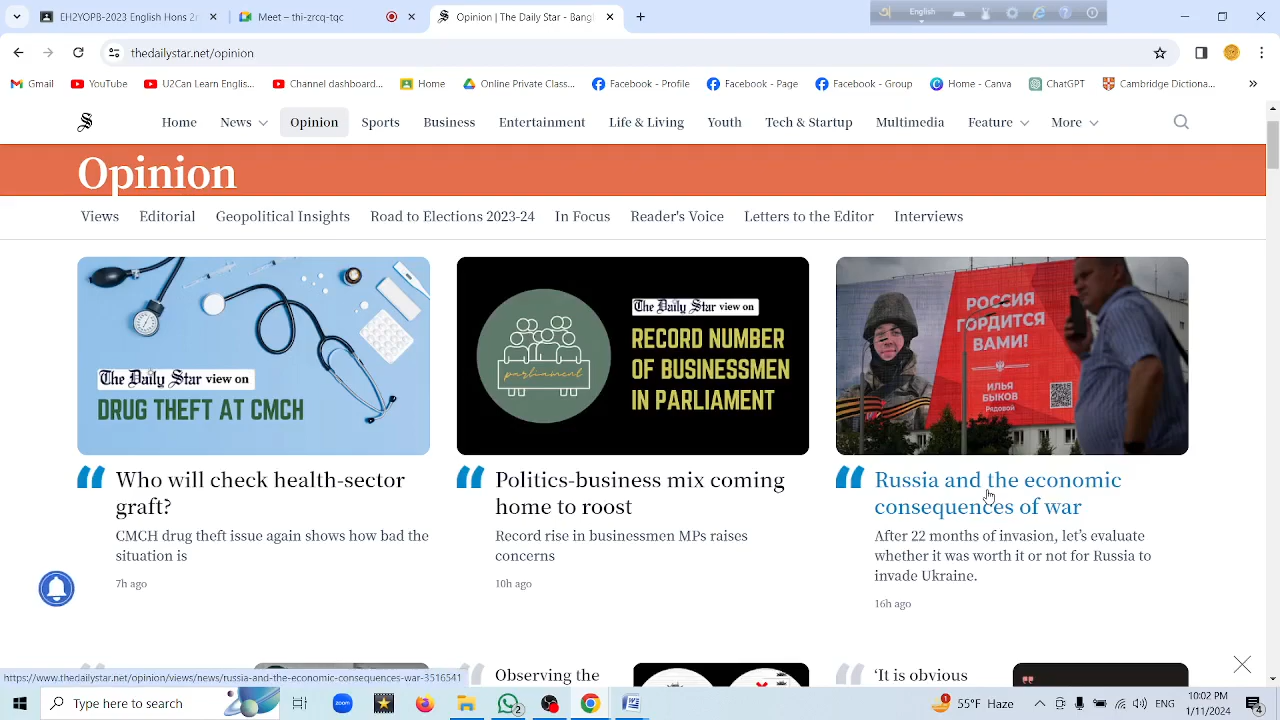 (1) H2YQYB-203 |
Meet - thi-szoq-fec
Opinion | The Daily Star
English
thedailystar.net/opinion
Gmail
YouTube
U2Can Learn Englis...
Channel dashboard...
Home
Online Private Class...
Facebook - Profile
Facebook - Page
Facebook - Group
Home - Canva
ChatGPT
Cambridge Dictiona...
Home
News
Opinion
Sports
Business
Entertainment
Life & Living
Youth
Tech & Startup
Multimedia
Feature
More
Opinion
Views
Editorial
Geopolitical Insights
Road to Elections 2023-24
In Focus
Reader's Voice
Letters to the Editor
Interviews
The Daily Star view on
DRUG THEFT AT CMCH
Who will check health-sector
graft?
CMCH drug theft issue again shows how bad the
situation is
7h ago
parliament
The Daily Star view on
RECORD NUMBER
OF BUSINESSMEN
IN PARLIAMENT
Politics-business mix coming
home to roost
Record rise in businessmen MPs raises
concerns
10h ago
РОССИЯ
ГОРДИТСЯ
ВАМИ!
ИЛЬЯ
БЫКОВ
Рядовой
Russia and the economic
consequences of war
After 22 months of invasion, let's evaluate
whether it was worth it or not for Russia to
invade Ukraine.
16h ago
Observing the
'It is obvious
https://www.thedailystar.net/opinion/views/news/russia-and-the-economic-consequences-war-3516541
Type here to search
zoom
2
1
55°F Haze
ENG
10:02 PM
1/11/2024
4